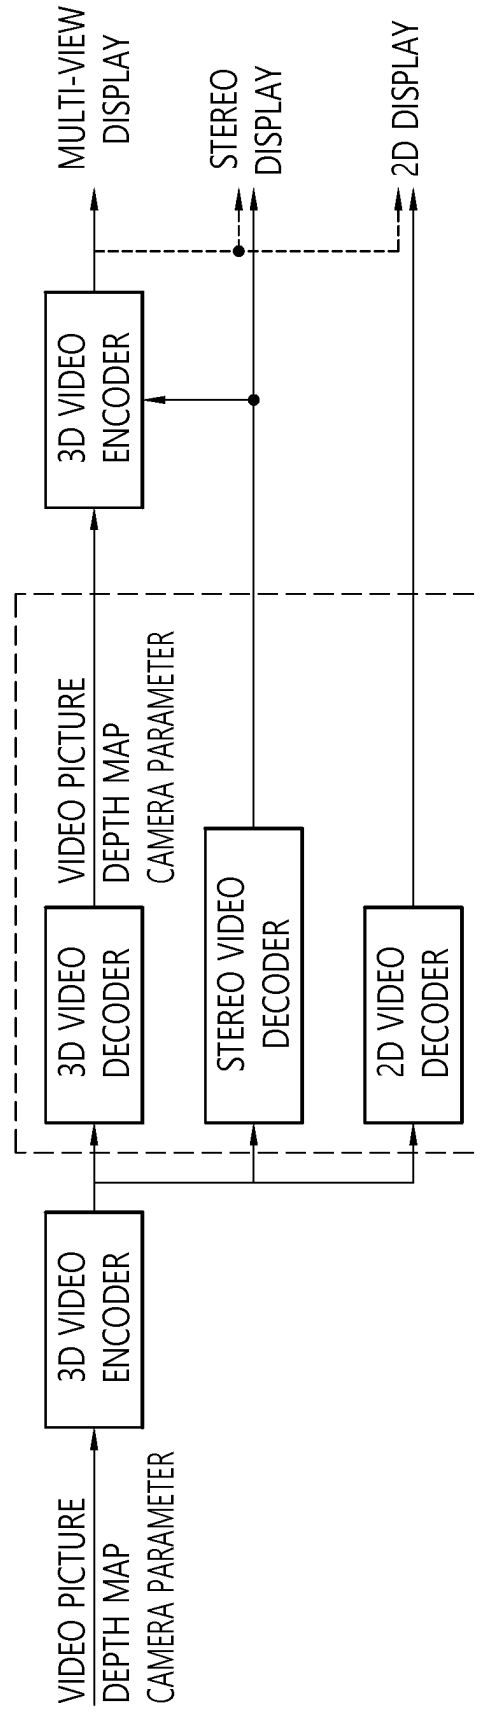 VIDEO PICTURE
DEPTH MAP
CAMERA PARAMETER
3D VIDEO
ENCODER
3D VIDEO
DECODER
VIDEO PICTURE
DEPTH MAP
CAMERA PARAMETER
3D VIDEO
ENCODER
MULTI-VIEW
DISPLAY
STEREO VIDEO
DECODER
STEREO
DISPLAY
2D VIDEO
DECODER
2D DISPLAY